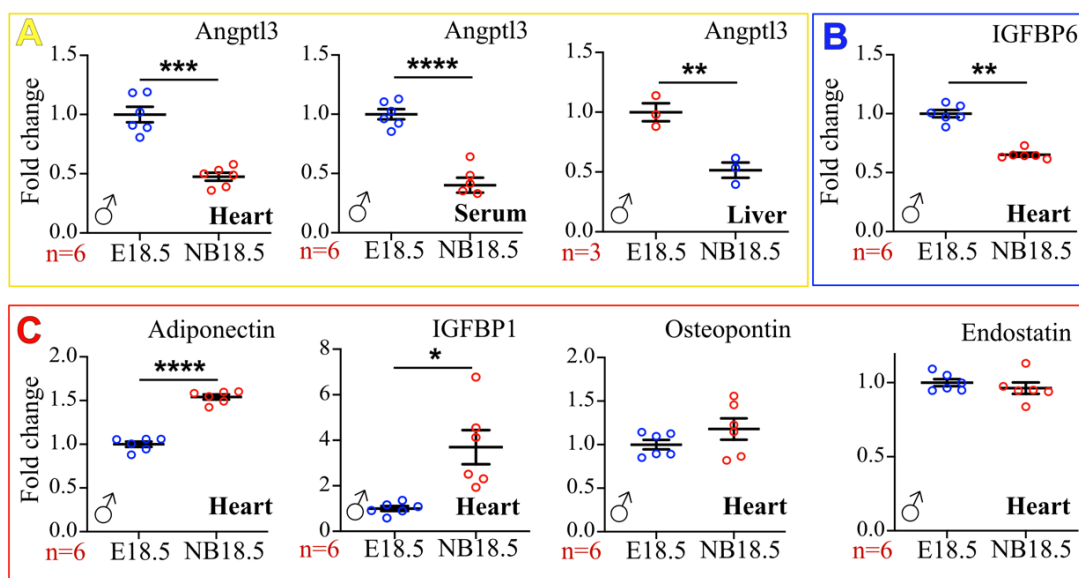 A
Angptl3
Fold change
1.5
1.0
0.5
0.0
***
♂
Heart
n=6
E18.5 NB18.5
Angptl3
1.5
1.0
0.5
0.0
****
♂
Serum
n=6
E18.5 NB18.5
Angptl3
1.5
1.0
0.5
0.0
**
♂
Liver
n=3
E18.5 NB18.5
B
IGFBP6
Fold change
1.5
1.0
0.5
0.0
**
♂
Heart
n=6
E18.5 NB18.5
C
Adiponectin
Fold change
2.0
1.5
1.0
0.5
0.0
****
♂
Heart
n=6
E18.5 NB18.5
IGFBP1
8
6
4
2
0
*
♂
Heart
n=6
E18.5 NB18.5
Osteopontin
2.0
1.5
1.0
0.5
0.0
♂
Heart
n=6
E18.5 NB18.5
Endostatin
1.0
0.5
0.0
♂
Heart
n=6
E18.5 NB18.5